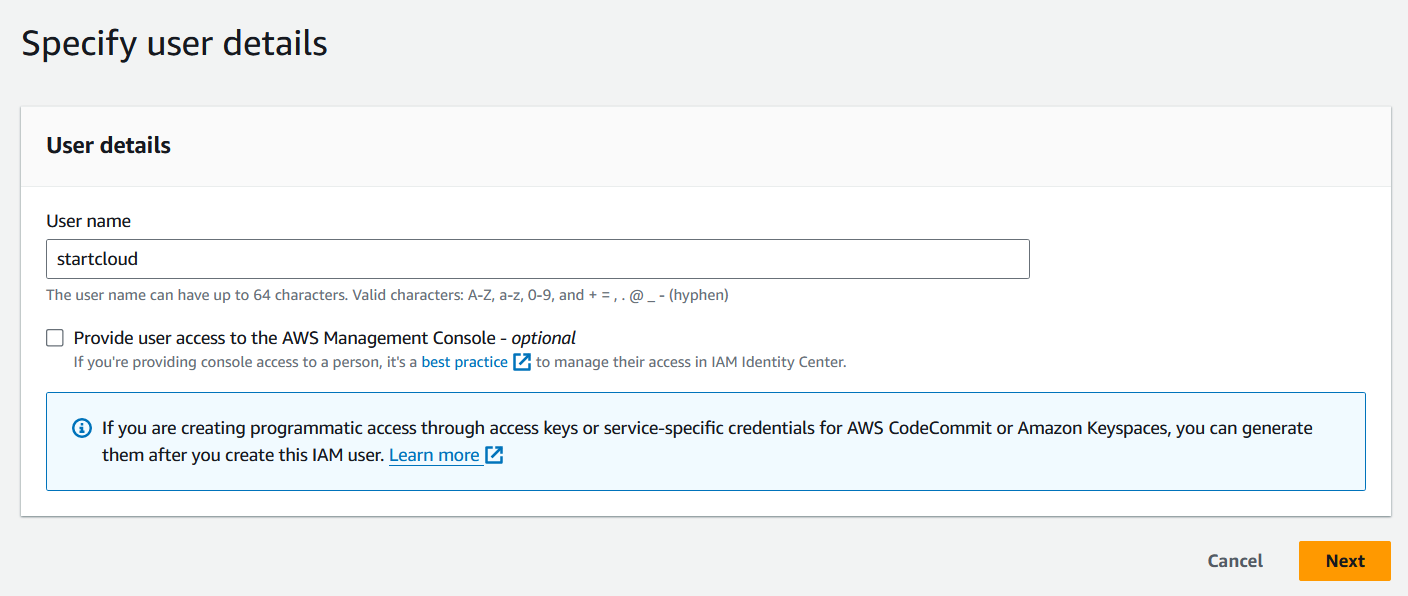 Specify user details
User details
User name
startcloud
The user name can have up to 64 characters. Valid characters: A-Z, a-z, 0-9, and + = , . @ _ - (hyphen)
Provide user access to the AWS Management Console - optional
If you're providing console access to a person, it's a best practice to manage their access in IAM Identity Center.
If you are creating programmatic access through access keys or service-specific credentials for AWS CodeCommit or Amazon Keyspaces, you can generate
them after you create this IAM user. Learn more
Cancel Next